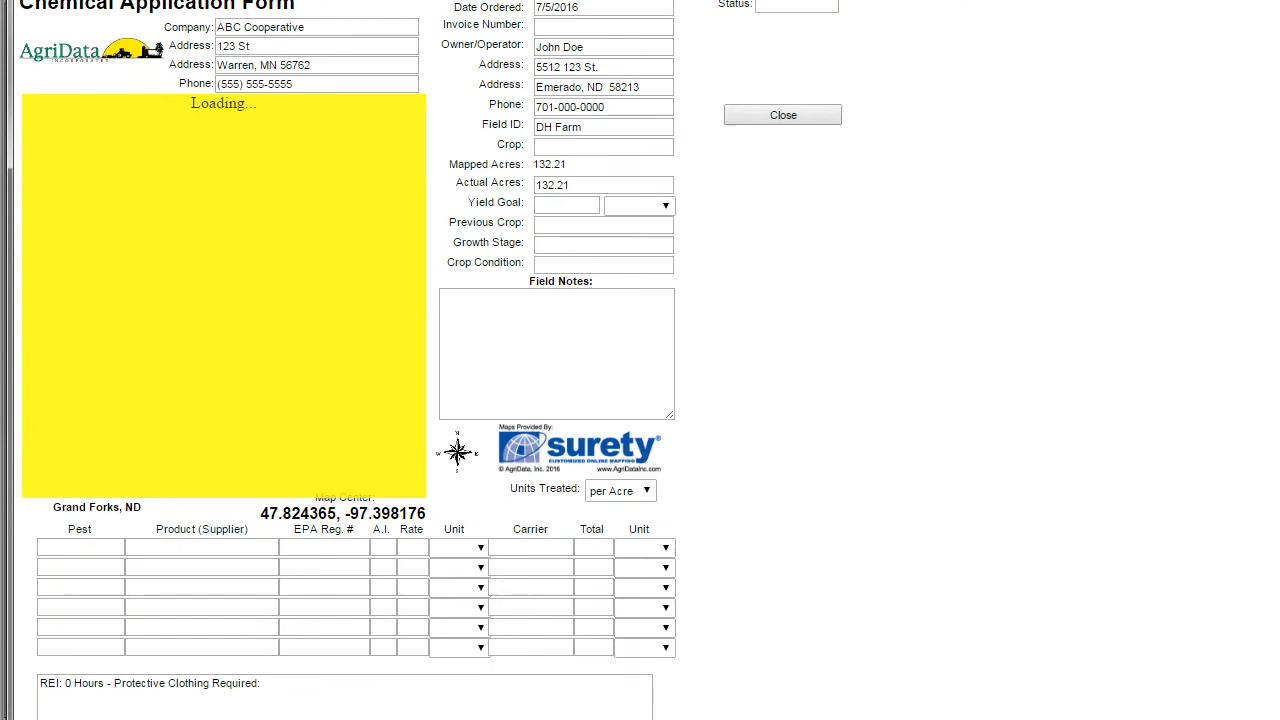 Chemical Application Form
Company: ABC Cooperative
Address: 123 St
Address: Warren, MN 56762
Phone: (555) 555-5555
AgriData
INCORPORATED
Loading...
Date Ordered: 7/5/2016
Invoice Number:
Owner/Operator: John Doe
Address: 5512 123 St.
Address: Emerado, ND 58213
Phone: 701-000-0000
Field ID: DH Farm
Crop:
Mapped Acres: 132.21
Actual Acres: 132.21
Yield Goal:
Previous Crop:
Growth Stage:
Crop Condition:
Field Notes:
Status:
Close
N
W E
S
Maps Provided By:
surety®
CUSTOMIZED ONLINE MAPPING
© AgriData, Inc. 2016 www.AgriDataInc.com
Units Treated: per Acre
Map Center:
Grand Forks, ND
47.824365, -97.398176
Pest Product (Supplier) EPA Reg. # A.I. Rate Unit Carrier Total Unit
REI: 0 Hours - Protective Clothing Required: